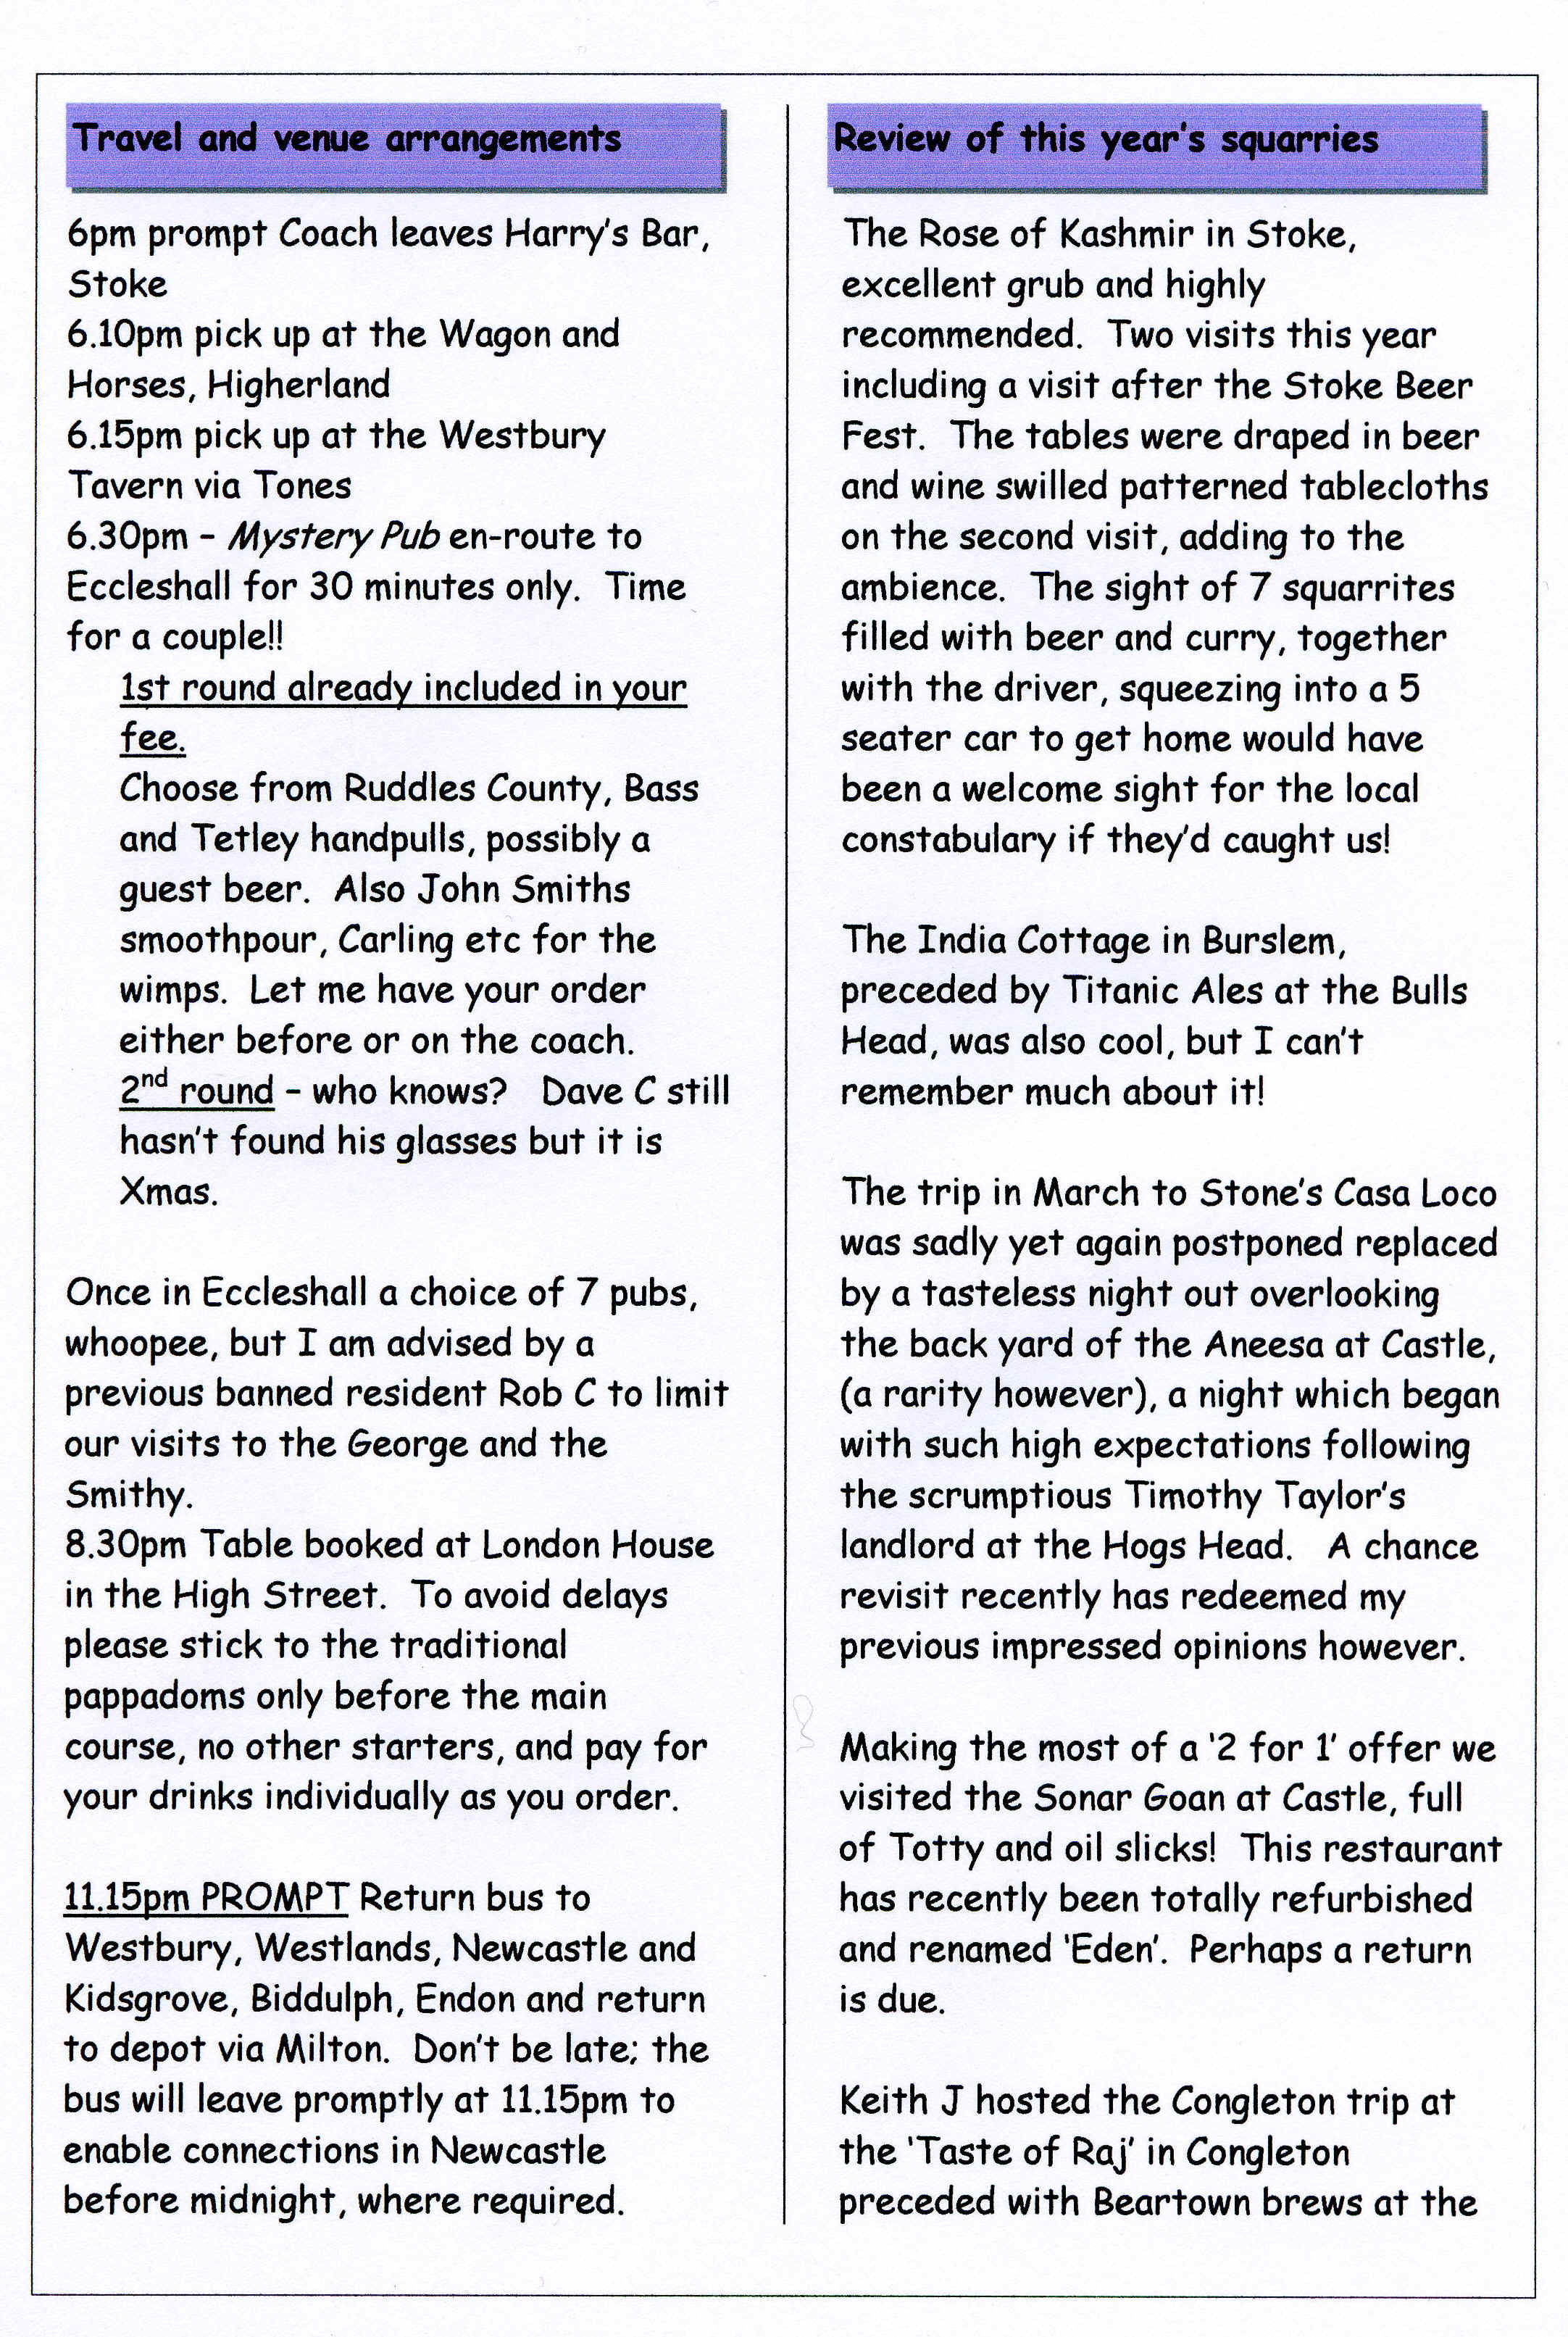 Travel and venue arrangements
6pm prompt Coach leaves Harry's Bar,
Stoke
6.10pm pick up at the Wagon and
Horses, Higherland
6.15pm pick up at the Westbury
Tavern via Tones
6.30pm – Mystery Pub en-route to
Eccleshall for 30 minutes only.  Time
for a couple!!
1st round already included in your
fee.
Choose from Ruddles County, Bass
and Tetley handpulls, possibly a
guest beer.  Also John Smiths
smoothpour, Carling etc for the
wimps.  Let me have your order
either before or on the coach.
2nd round – who knows?   Dave C still
hasn't found his glasses but it is
Xmas.
Once in Eccleshall a choice of 7 pubs,
whoopee, but I am advised by a
previous banned resident Rob C to limit
our visits to the George and the
Smithy.
8.30pm Table booked at London House
in the High Street.  To avoid delays
please stick to the traditional
pappadoms only before the main
course, no other starters, and pay for
your drinks individually as you order.
11.15pm PROMPT Return bus to
Westbury, Westlands, Newcastle and
Kidsgrove, Biddulph, Endon and return
to depot via Milton.  Don't be late; the
bus will leave promptly at 11.15pm to
enable connections in Newcastle
before midnight, where required.
Review of this year's squarries
The Rose of Kashmir in Stoke,
excellent grub and highly
recommended.  Two visits this year
including a visit after the Stoke Beer
Fest.  The tables were draped in beer
and wine swilled patterned tablecloths
on the second visit, adding to the
ambience.  The sight of 7 squarrites
filled with beer and curry, together
with the driver, squeezing into a 5
seater car to get home would have
been a welcome sight for the local
constabulary if they'd caught us!
The India Cottage in Burslem,
preceded by Titanic Ales at the Bulls
Head, was also cool, but I can't
remember much about it!
The trip in March to Stone's Casa Loco
was sadly yet again postponed replaced
by a tasteless night out overlooking
the back yard of the Aneesa at Castle,
(a rarity however), a night which began
with such high expectations following
the scrumptious Timothy Taylor's
landlord at the Hogs Head.   A chance
revisit recently has redeemed my
previous impressed opinions however.
Making the most of a '2 for 1' offer we
visited the Sonar Goan at Castle, full
of Totty and oil slicks!  This restaurant
has recently been totally refurbished
and renamed 'Eden'.  Perhaps a return
is due.
Keith J hosted the Congleton trip at
the 'Taste of Raj' in Congleton
preceded with Beartown brews at the